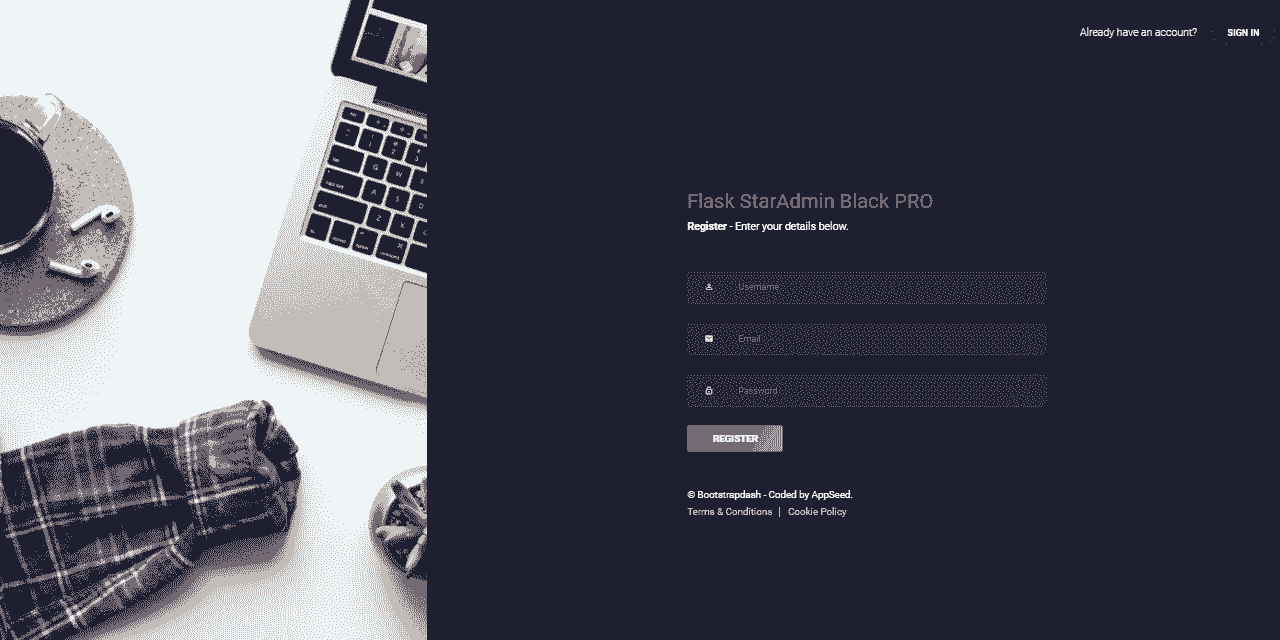 Already have an account? SIGN IN
Flask StarAdmin Black PRO
Register - Enter your details below.
Username
Email
Password
REGISTER
© Bootstrapdash - Coded by AppSeed.
Terms & Conditions | Cookie Policy